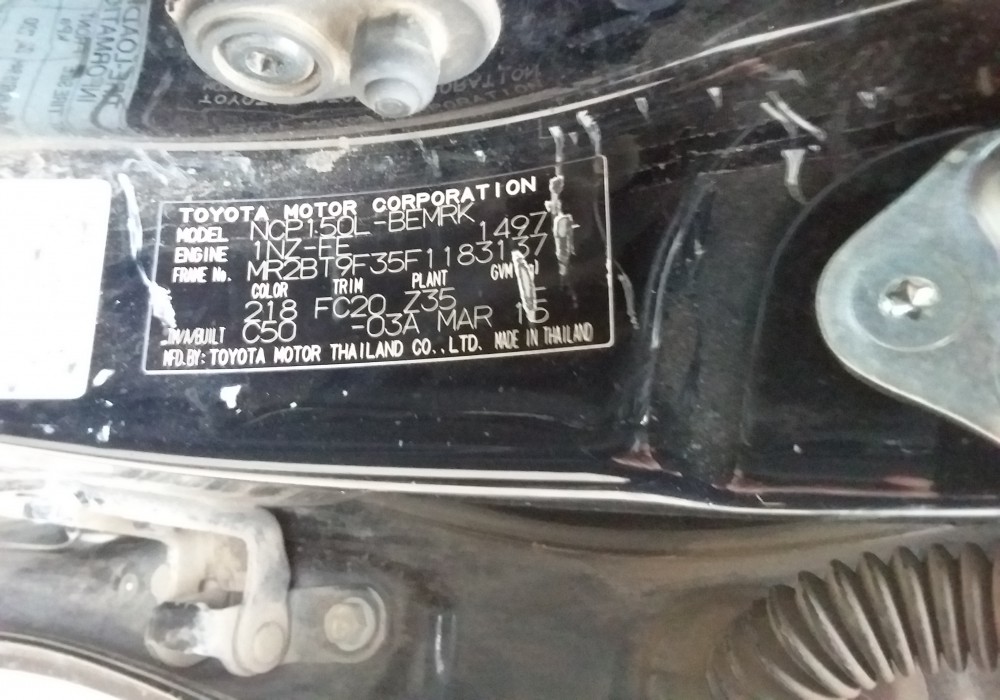 TOYOTA MOTOR CORPORATION
MODEL NCP150L-BEMRK
ENGINE 1NZ-FE 1497
FRAME No. MR2BT9F35F1183137
COLOR TRIM PLANT
218 FC20 Z35
C50 -03A MAR 15
MFD.BY: TOYOTA MOTOR THAILAND CO.,LTD. MADE IN THAILAND